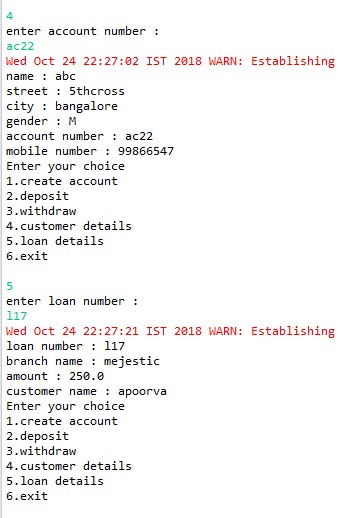 4
enter account number :
ac22
Wed Oct 24 22:27:02 IST 2018 WARN: Establishing
name : abc
street : 5thcross
city : bangalore
gender : M
account number : ac22
mobile number : 99866547
Enter your choice
1.create account
2.deposit
3.withdraw
4.customer details
5.loan details
6.exit
5
enter loan number :
l17
Wed Oct 24 22:27:21 IST 2018 WARN: Establishing
loan number : l17
branch name : mejestic
amount : 250.0
customer name : apoorva
Enter your choice
1.create account
2.deposit
3.withdraw
4.customer details
5.loan details
6.exit